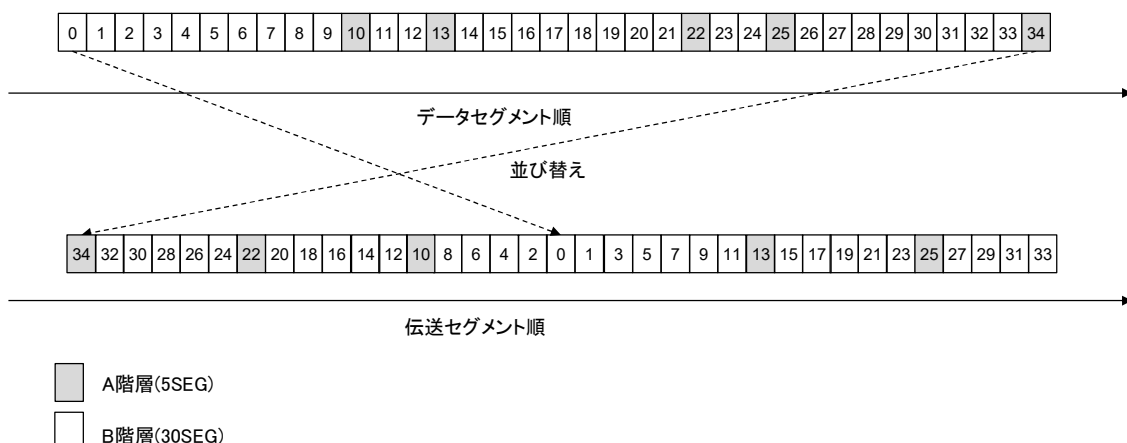 0 1 2 3 4 5 6 7 8 9 10 11 12 13 14 15 16 17 18 19 20 21 22 23 24 25 26 27 28 29 30 31 32 33 34
データセグメント順
並び替え
34 32 30 28 26 24 22 20 18 16 14 12 10 8 6 4 2 0 1 3 5 7 9 11 13 15 17 19 21 23 25 27 29 31 33
伝送セグメント順
A階層(5SEG)
B階層(30SEG)